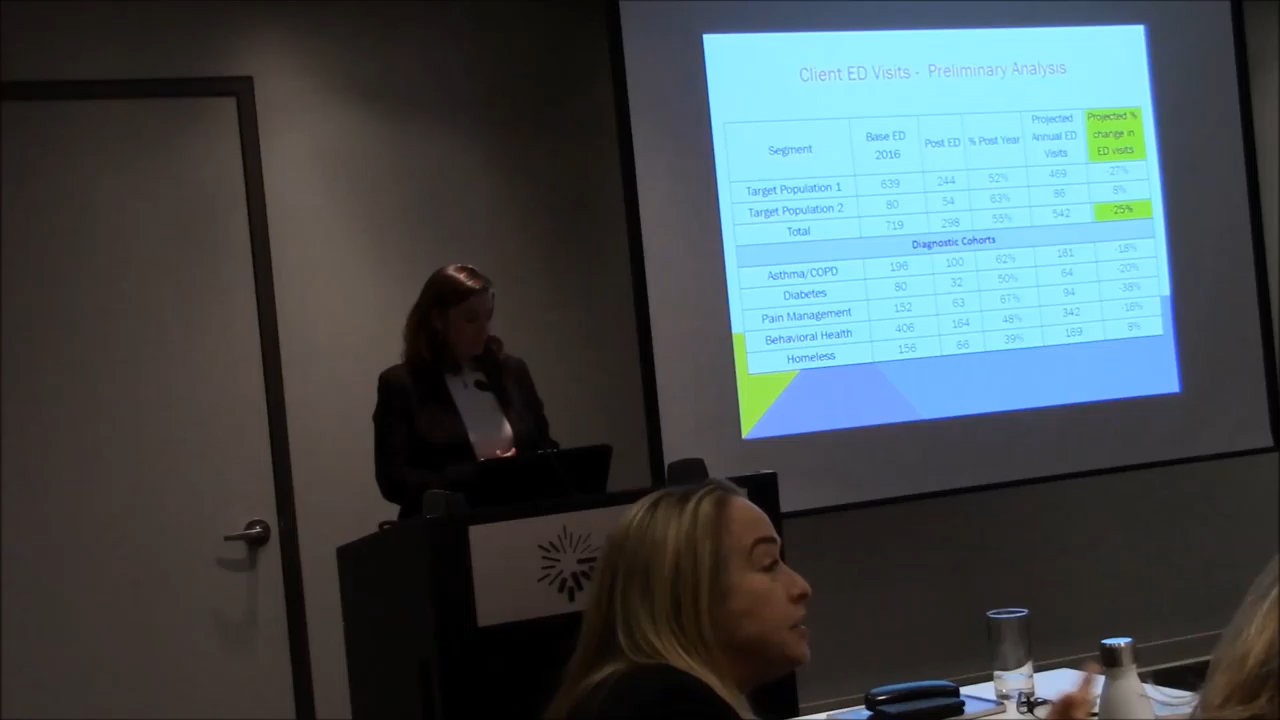 Client ED Visits - Preliminary Analysis
Segment Base ED 2016 Post ED % Post Year Projected Annual ED Visits Projected % change in ED visits
Target Population 1 639 244 52% 469 -27%
Target Population 2 80 54 63% 86 8%
Total 719 298 55% 542 -25%
Diagnostic Cohorts
Asthma/COPD 196 100 62% 161 -18%
Diabetes 80 32 50% 64 -20%
Pain Management 152 63 67% 94 -38%
Behavioral Health 406 164 48% 342 -16%
Homeless 156 66 39% 169 8%